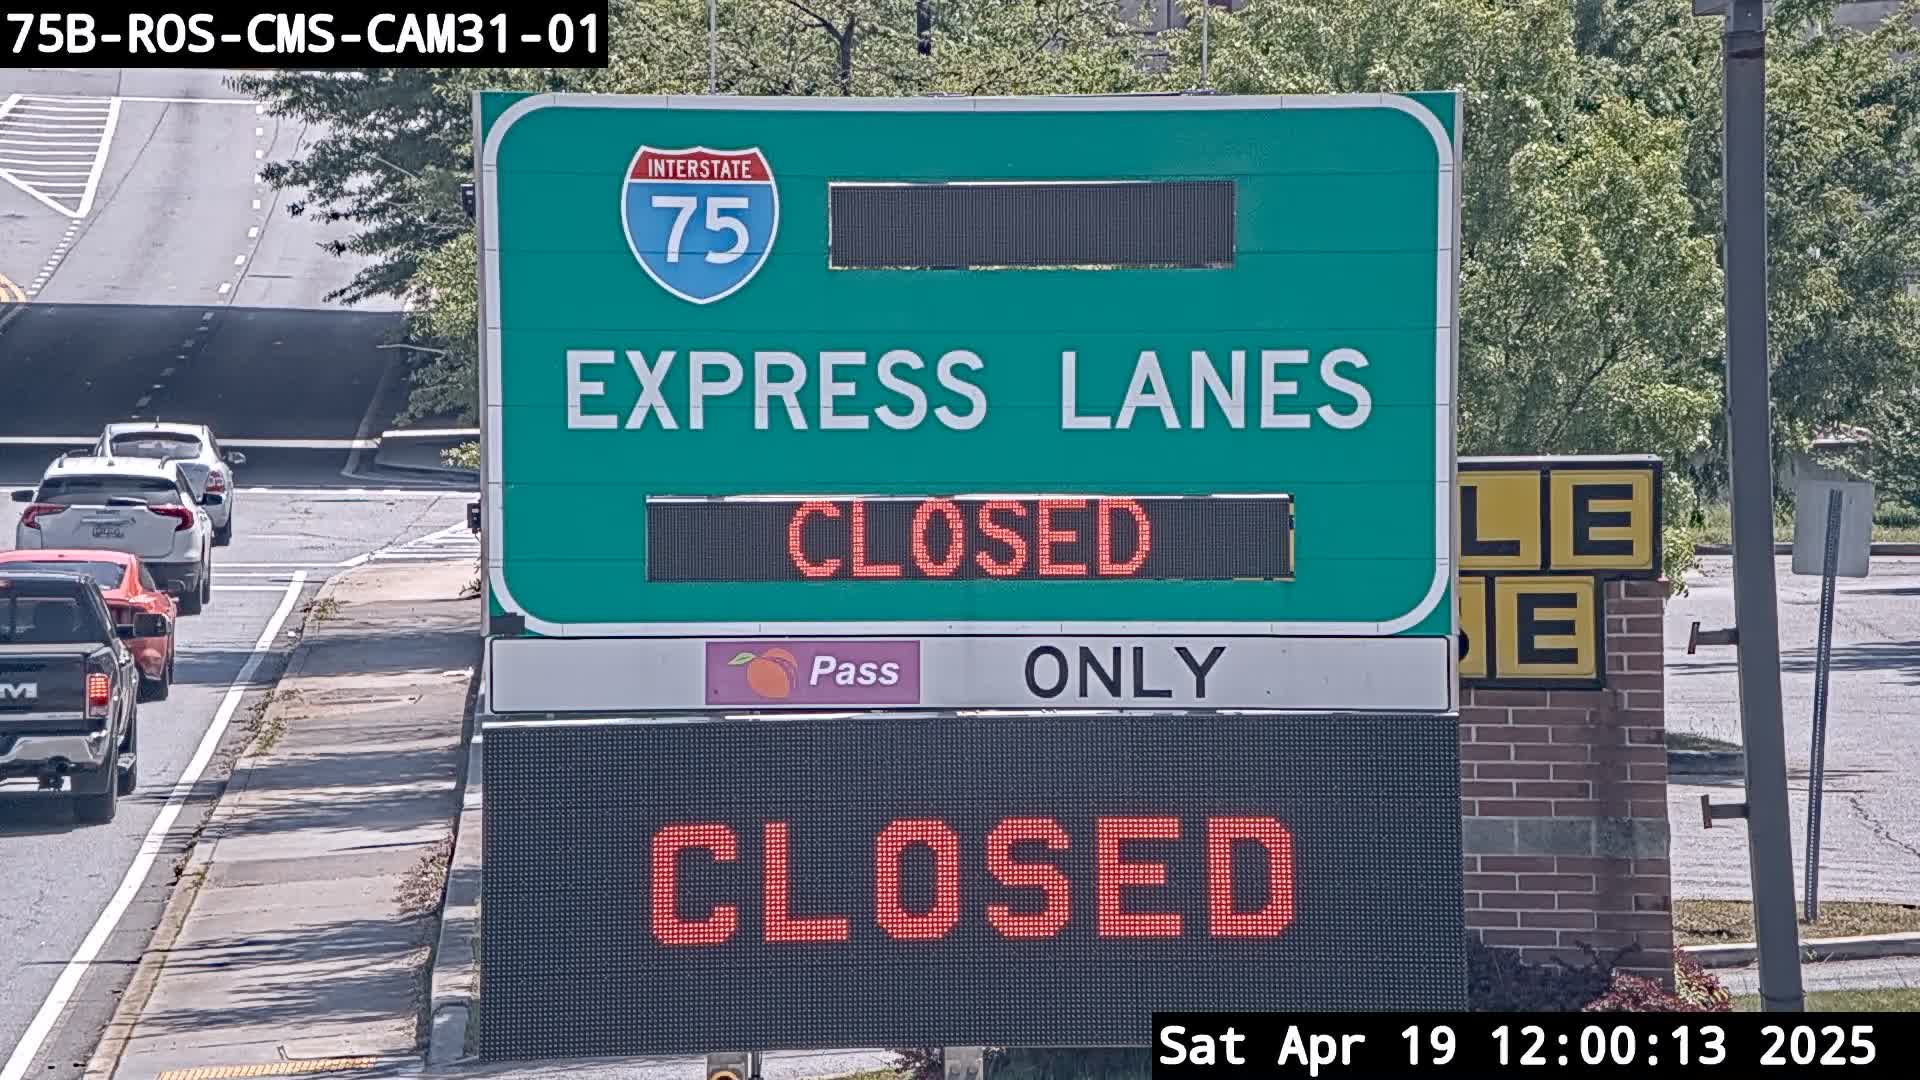 75B-ROS-CMS-CAM31-01
INTERSTATE
75
EXPRESS LANES
CLOSED
Pass ONLY
CLOSED
LE
E
Sat Apr 19 12:00:13 2025